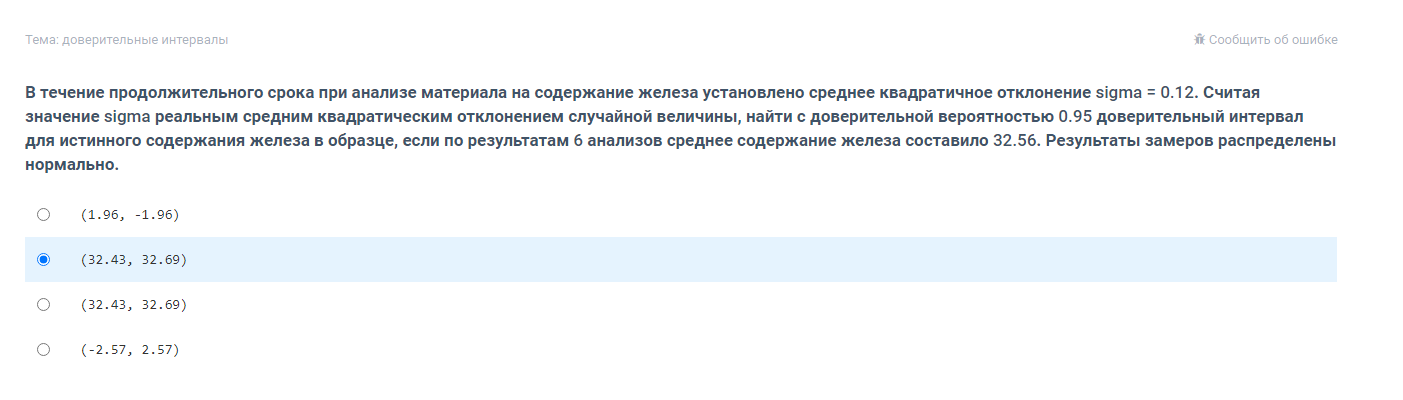 Тема: доверительные интервалы
Сообщить об ошибке
В течение продолжительного срока при анализе материала на содержание железа установлено среднее квадратичное отклонение sigma = 0.12. Считая
значение sigma реальным средним квадратическим отклонением случайной величины, найти с доверительной вероятностью 0.95 доверительный интервал
для истинного содержания железа в образце, если по результатам 6 анализов среднее содержание железа составило 32.56. Результаты замеров распределены
нормально.
(1.96, -1.96)
(32.43, 32.69)
(32.43, 32.69)
(-2.57, 2.57)